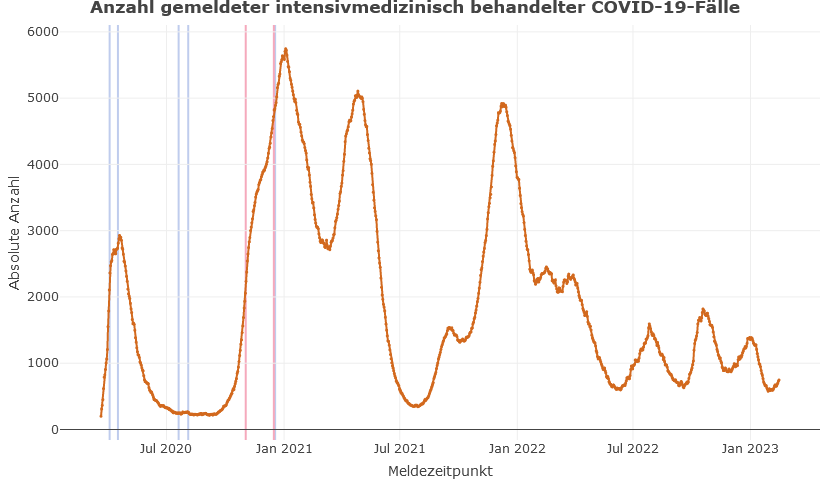 Anzahl gemeldeter intensivmedizinisch behandelter COVID-19-Fälle
6000
5000
4000
3000
2000
1000
0
Absolute Anzahl
Jul 2020
Jan 2021
Jul 2021
Jan 2022
Jul 2022
Jan 2023
Meldezeitpunkt